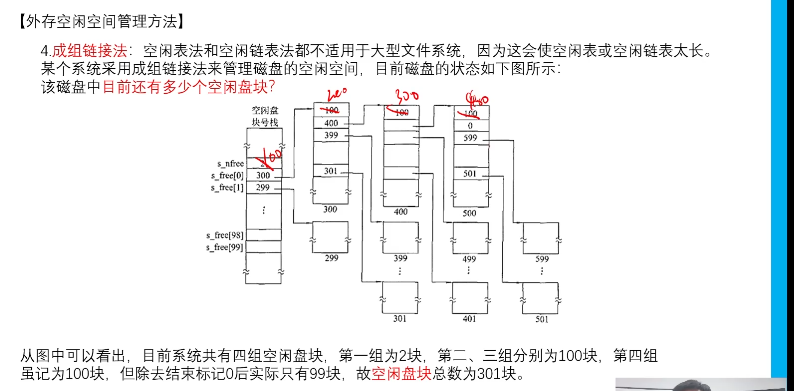 【外存空闲空间管理方法】
4.成组链接法：空闲表法和空闲链表法都不适用于大型文件系统，因为这会使空闲表或空闲链表太长。
某个系统采用成组链接法来管理磁盘的空闲空间，目前磁盘的状态如下图所示：
该磁盘中目前还有多少个空闲盘块？
200 300
空闲盘
块号栈
100 100 100
400 0
399 599
100
s_nfree
s_free[0] 300
s_free[1] 299
301 501
300 400 500
⋮
s_free[98]
s_free[99]
299 399 499 599
⋮ ⋮ ⋮
301 401 501
从图中可以看出，目前系统共有四组空闲盘块，第一组为2块，第二、三组分别为100块，第四组
虽记为100块，但除去结束标记0后实际只有99块，故空闲盘块总数为301块。